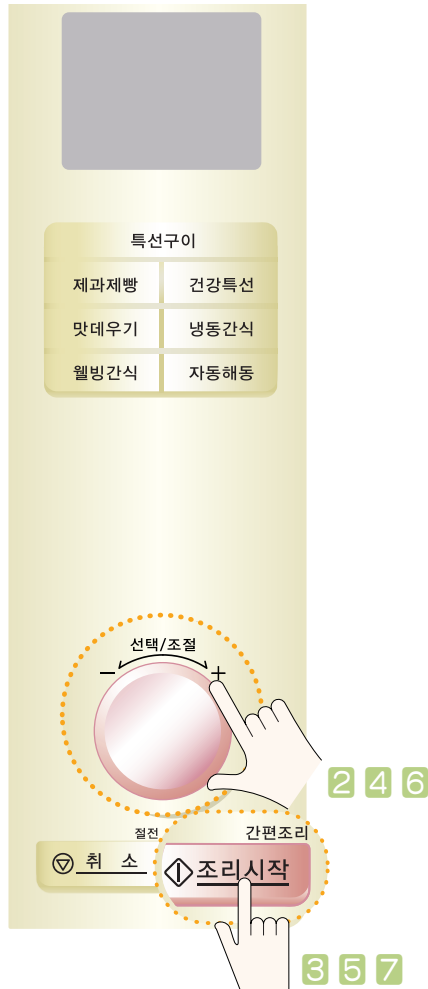 특선구이
제과제빵 건강특선
맛데우기 냉동간식
웰빙간식 자동해동
선택/조절
− +
2 4 6
절전 간편조리
취 소 조리시작
3 5 7